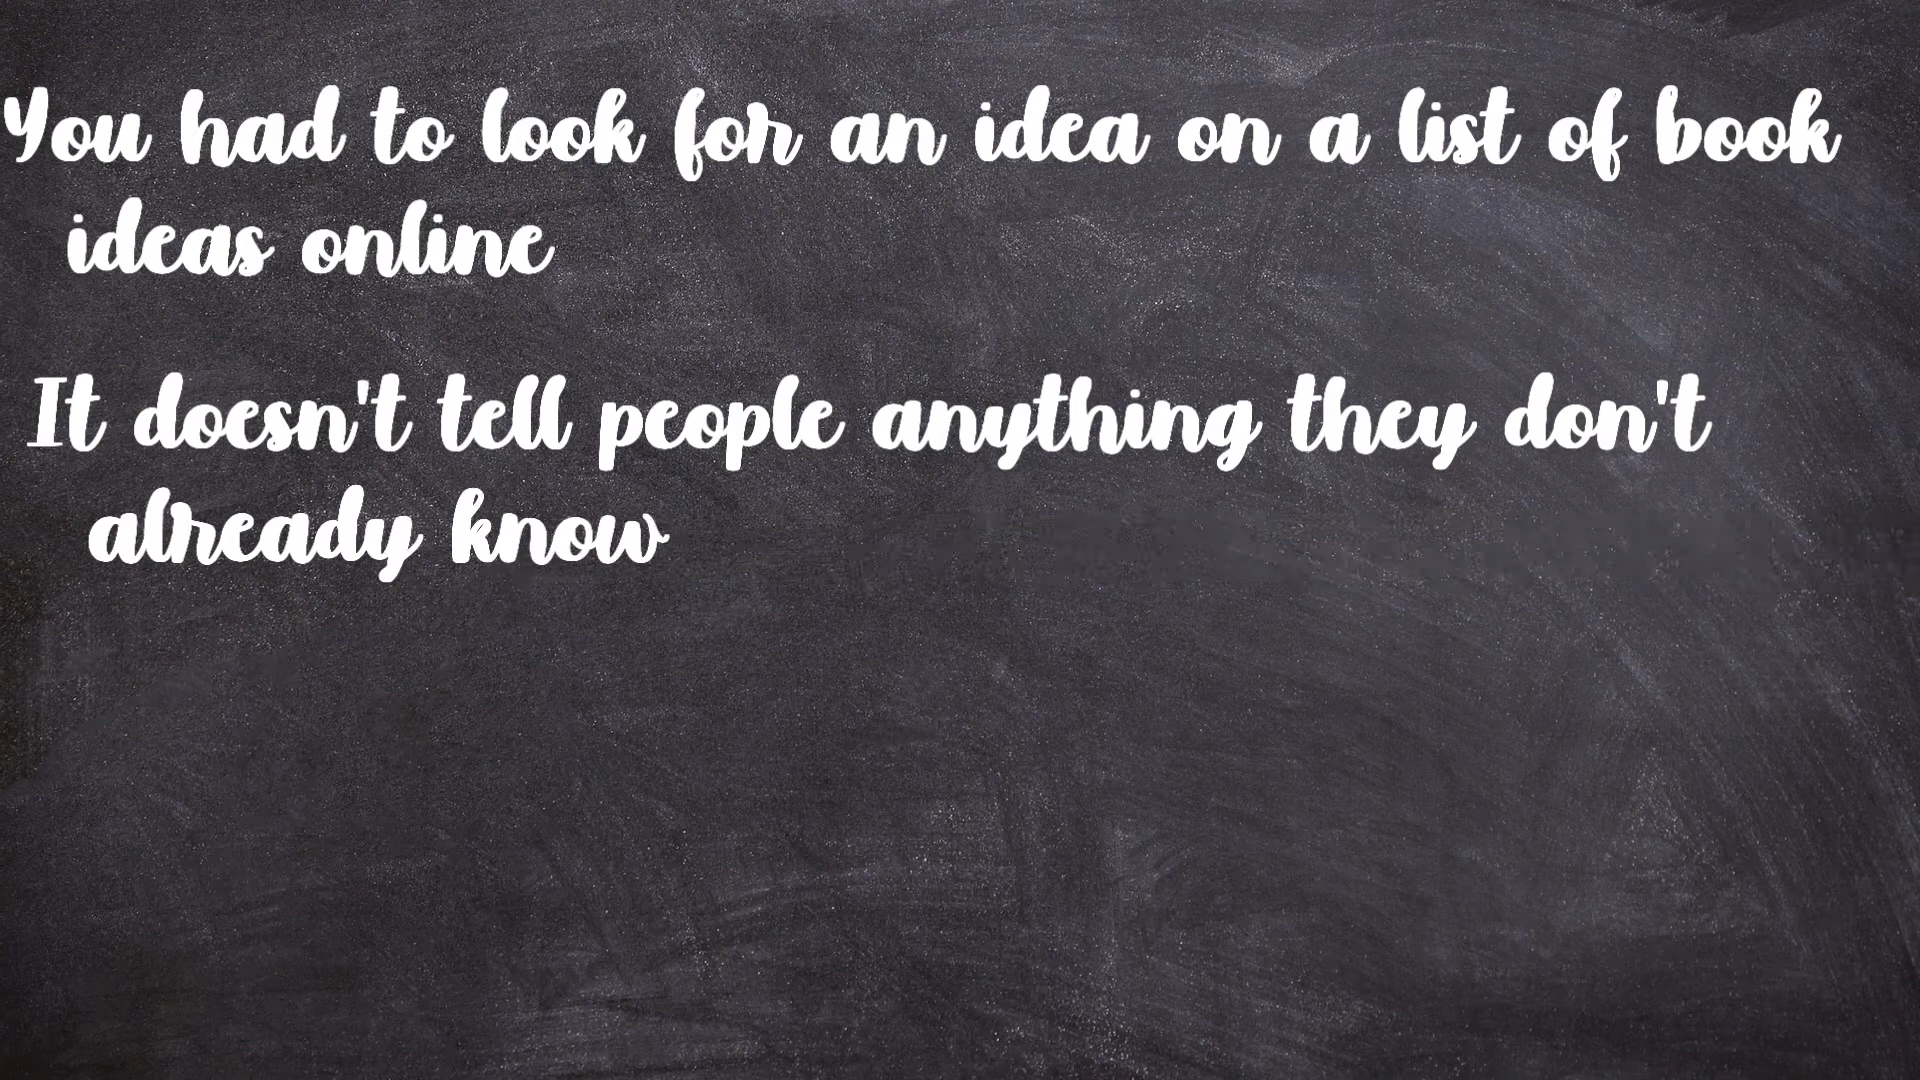 You had to look for an idea on a list of book
ideas online
It doesn't tell people anything they don't
already know